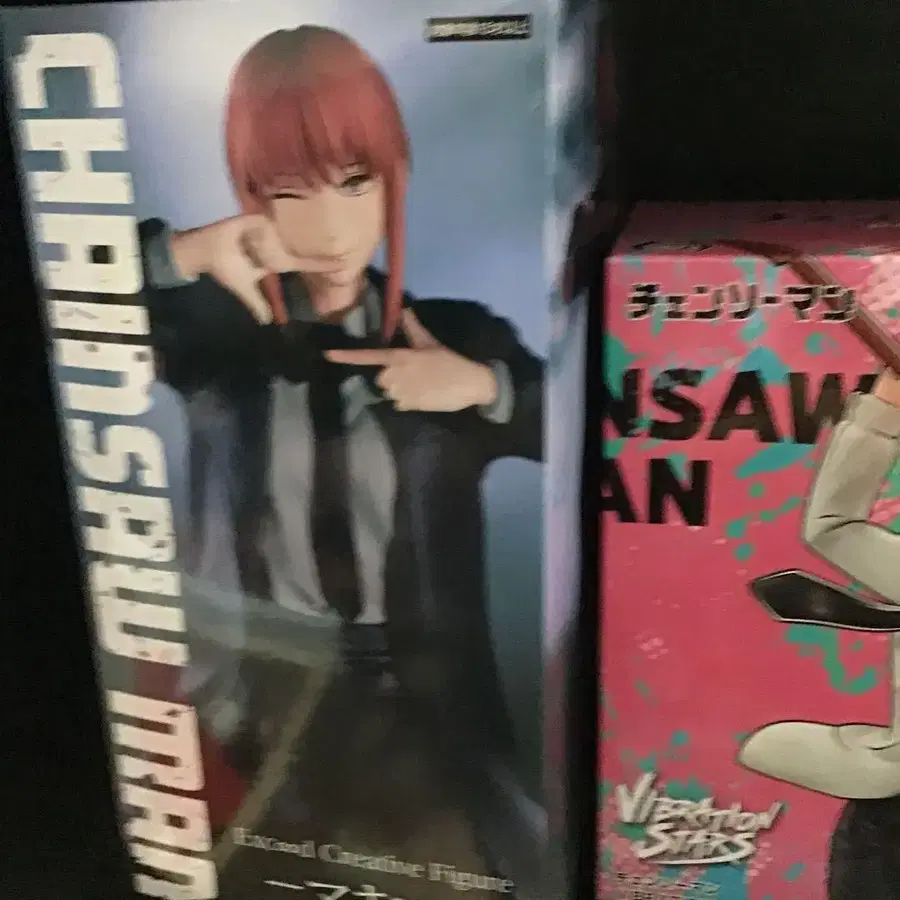 CHAINSAW MAN
Exceed Creative Figure
チェンソーマン
NSAW
AN
VIBRATION
STARS